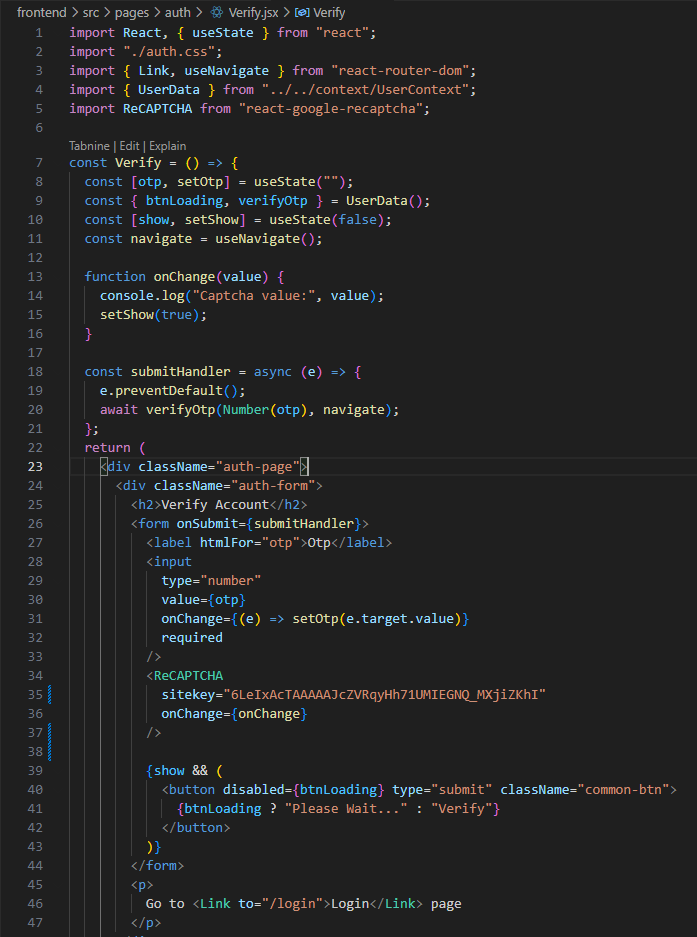 frontend > src > pages > auth > Verify.jsx > Verify
1 import React, { useState } from "react";
2 import "./auth.css";
3 import { Link, useNavigate } from "react-router-dom";
4 import { UserData } from "../../context/UserContext";
5 import ReCAPTCHA from "react-google-recaptcha";
6
Tabnine | Edit | Explain
7 const Verify = () => {
8 const [otp, setOtp] = useState("");
9 const { btnLoading, verifyOtp } = UserData();
10 const [show, setShow] = useState(false);
11 const navigate = useNavigate();
12
13 function onChange(value) {
14 console.log("Captcha value:", value);
15 setShow(true);
16 }
17
18 const submitHandler = async (e) => {
19 e.preventDefault();
20 await verifyOtp(Number(otp), navigate);
21 };
22 return (
23 <div className="auth-page">
24 <div className="auth-form">
25 <h2>Verify Account</h2>
26 <form onSubmit={submitHandler}>
27 <label htmlFor="otp">Otp</label>
28 <input
29 type="number"
30 value={otp}
31 onChange={(e) => setOtp(e.target.value)}
32 required
33 />
34 <ReCAPTCHA
35 sitekey="6LeIxAcTAAAAAJcZVRqyHh71UMIEGNQ_MXjiZKhI"
36 onChange={onChange}
37 />
38
39 {show && (
40 <button disabled={btnLoading} type="submit" className="common-btn">
41 {btnLoading ? "Please Wait..." : "Verify"}
42 </button>
43 )}
44 </form>
45 <p>
46 Go to <Link to="/login">Login</Link> page
47 </p>